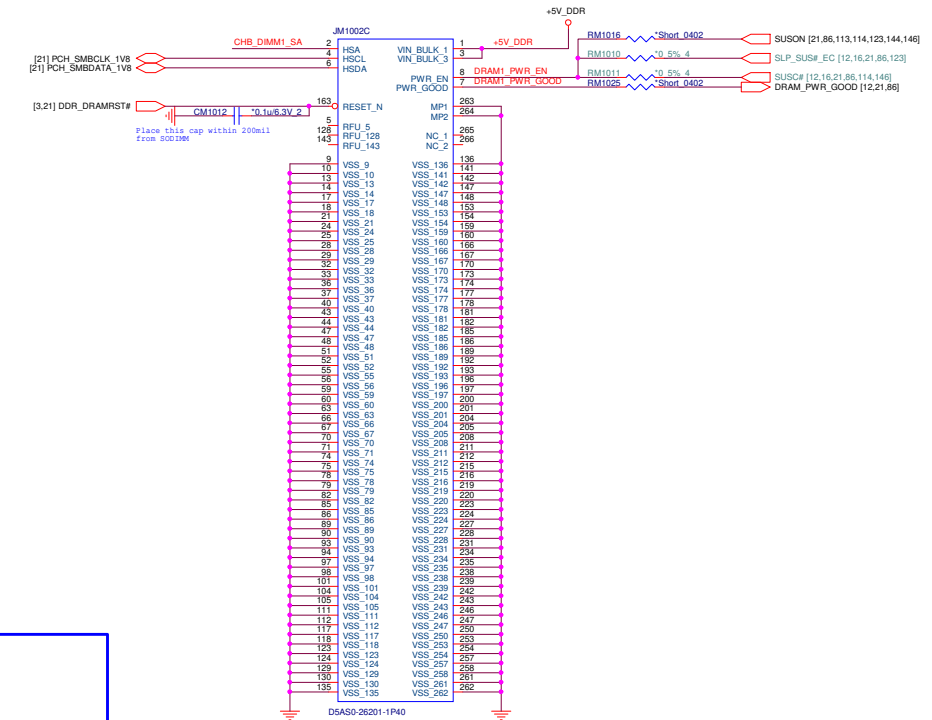 +5V_DDR
JM1002C
CHB_DIMM1_SA 2 HSA VIN_BULK_1 1 +5V_DDR RM1016 *Short_0402 SUSON [21,86,113,114,123,144,146]
[21] PCH_SMBCLK_1V8 4 HSCL VIN_BULK_3 3
[21] PCH_SMBDATA_1V8 6 HSDA RM1010 *0_5%_4 SLP_SUS#_EC [12,16,21,86,123]
PWR_EN 8 DRAM1_PWR_EN RM1011 *0_5%_4 SUSC# [12,16,21,86,114,146]
PWR_GOOD 7 DRAM1_PWR_GOOD RM1025 *Short_0402 DRAM_PWR_GOOD [12,21,86]
[3,21] DDR_DRAMRST# 163 RESET_N MP1 263
CM1012 *0.1u/6.3V_2 MP2 264
Place this cap within 200mil
from SODIMM
5 RFU_5
128 RFU_128 NC_1 265
143 RFU_143 NC_2 266
9 VSS_9 VSS_136 136
10 VSS_10 VSS_141 141
13 VSS_13 VSS_142 142
14 VSS_14 VSS_147 147
17 VSS_17 VSS_148 148
18 VSS_18 VSS_153 153
21 VSS_21 VSS_154 154
24 VSS_24 VSS_159 159
25 VSS_25 VSS_160 160
28 VSS_28 VSS_166 166
29 VSS_29 VSS_167 167
32 VSS_32 VSS_170 170
33 VSS_33 VSS_173 173
36 VSS_36 VSS_174 174
37 VSS_37 VSS_177 177
40 VSS_40 VSS_178 178
43 VSS_43 VSS_181 181
44 VSS_44 VSS_182 182
47 VSS_47 VSS_185 185
48 VSS_48 VSS_186 186
51 VSS_51 VSS_189 189
52 VSS_52 VSS_192 192
55 VSS_55 VSS_193 193
56 VSS_56 VSS_196 196
59 VSS_59 VSS_197 197
60 VSS_60 VSS_200 200
63 VSS_63 VSS_201 201
66 VSS_66 VSS_204 204
67 VSS_67 VSS_205 205
70 VSS_70 VSS_208 208
71 VSS_71 VSS_211 211
74 VSS_74 VSS_212 212
75 VSS_75 VSS_215 215
78 VSS_78 VSS_216 216
79 VSS_79 VSS_219 219
82 VSS_82 VSS_220 220
85 VSS_85 VSS_223 223
86 VSS_86 VSS_224 224
89 VSS_89 VSS_227 227
90 VSS_90 VSS_228 228
93 VSS_93 VSS_231 231
94 VSS_94 VSS_234 234
97 VSS_97 VSS_235 235
98 VSS_98 VSS_238 238
101 VSS_101 VSS_239 239
104 VSS_104 VSS_242 242
105 VSS_105 VSS_243 243
111 VSS_111 VSS_246 246
112 VSS_112 VSS_247 247
117 VSS_117 VSS_250 250
118 VSS_118 VSS_253 253
123 VSS_123 VSS_254 254
124 VSS_124 VSS_257 257
129 VSS_129 VSS_258 258
130 VSS_130 VSS_261 261
135 VSS_135 VSS_262 262
D5AS0-26201-1P40